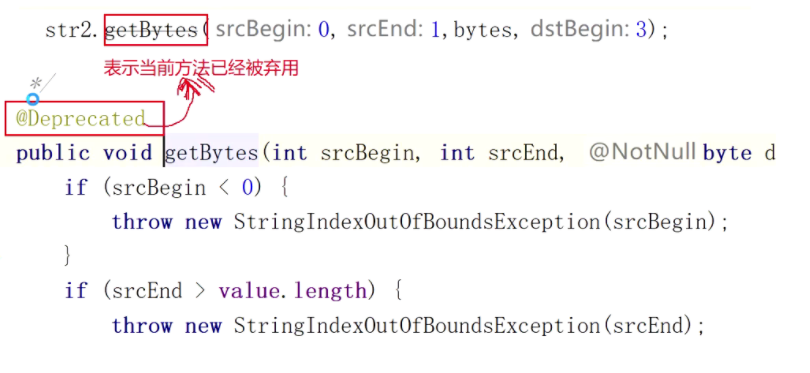 str2.getBytes( srcBegin: 0, srcEnd: 1,bytes, dstBegin: 3);
表示当前方法已经被弃用
*/
@Deprecated
public void getBytes(int srcBegin, int srcEnd, @NotNull byte d
if (srcBegin < 0) {
throw new StringIndexOutOfBoundsException(srcBegin);
}
if (srcEnd > value.length) {
throw new StringIndexOutOfBoundsException(srcEnd);